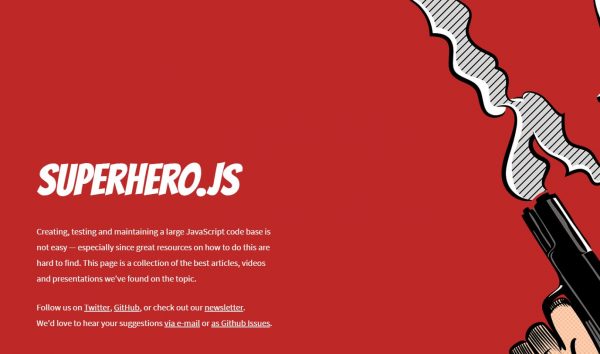 SUPERHERO.JS
Creating, testing and maintaining a large JavaScript code base is
not easy — especially since great resources on how to do this are
hard to find. This page is a collection of the best articles, videos
and presentations we've found on the topic.
Follow us on Twitter, GitHub, or check out our newsletter.
We'd love to hear your suggestions via e-mail or as Github Issues.